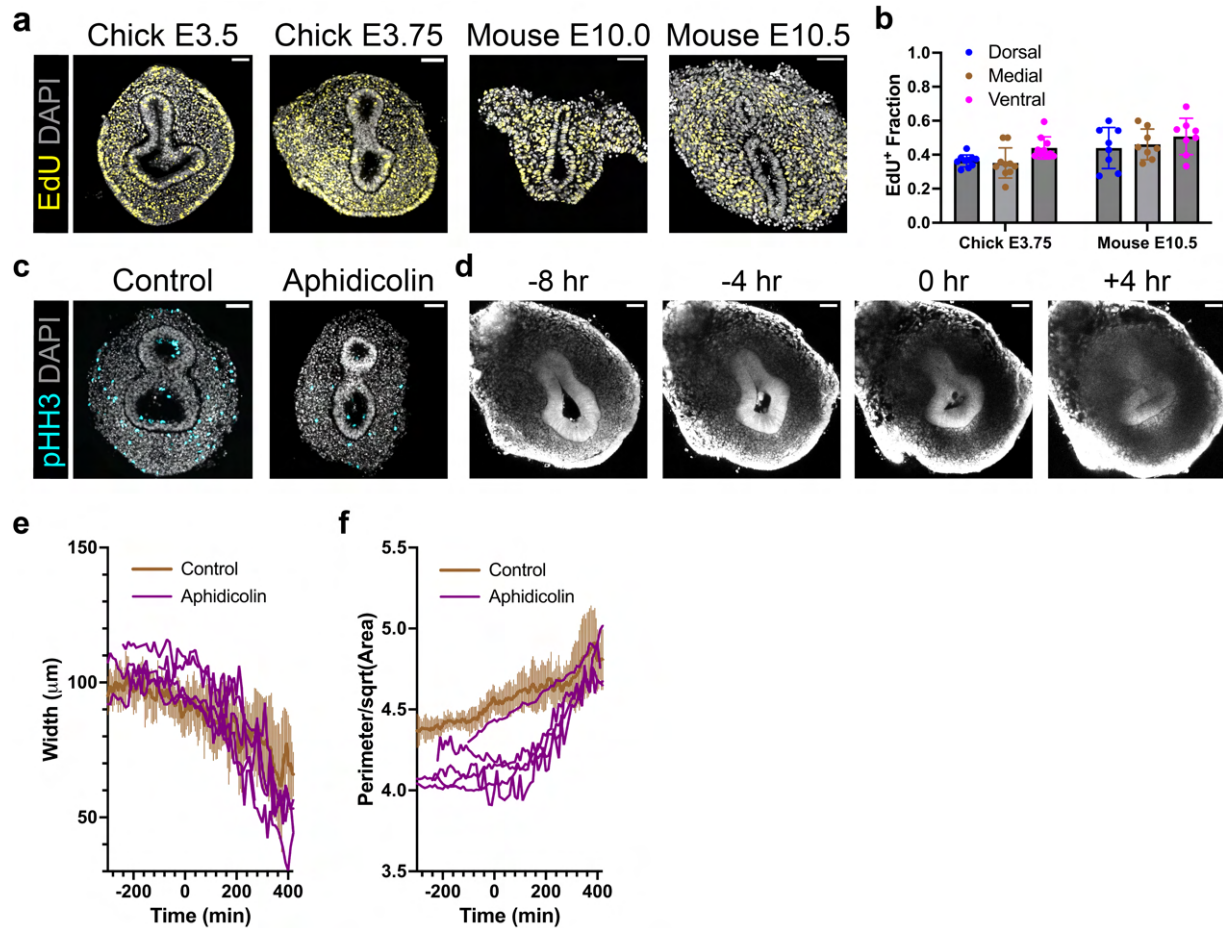 a
Chick E3.5
Chick E3.75
Mouse E10.0
Mouse E10.5
EdU DAPI
b
EdU⁺ Fraction
1.0
0.8
0.6
0.4
0.2
0.0
Dorsal
Medial
Ventral
Chick E3.75
Mouse E10.5
c
Control
Aphidicolin
pHH3 DAPI
d
-8 hr
-4 hr
0 hr
+4 hr
e
Width (μm)
150
100
50
Control
Aphidicolin
-200
0
200
400
Time (min)
f
Perimeter/sqrt(Area)
5.5
5.0
4.5
4.0
3.5
Control
Aphidicolin
-200
0
200
400
Time (min)